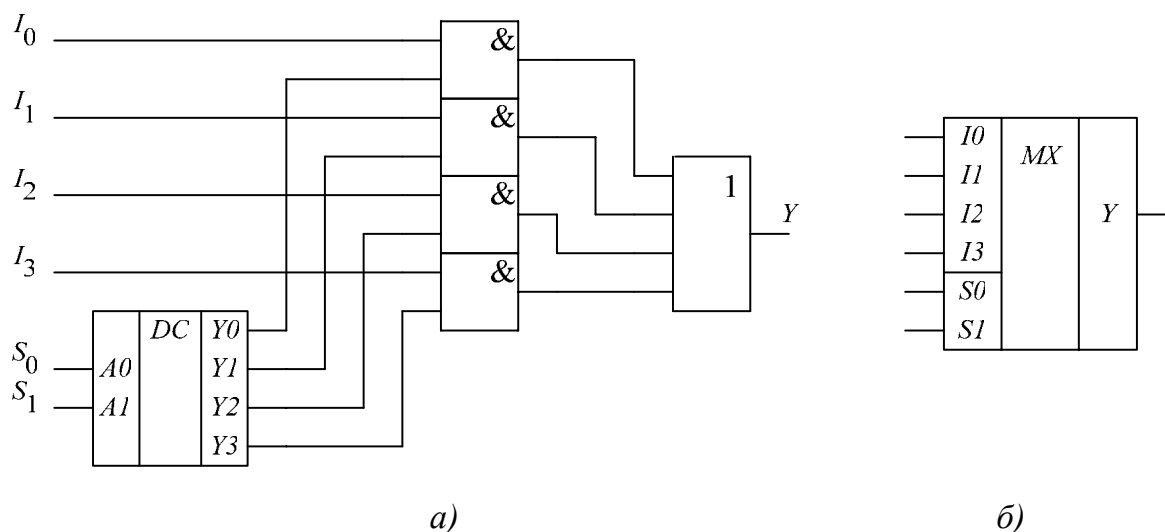 I0
&
I1
&
I2
&
I3
&
1
Y
S0
S1
A0
A1
DC
Y0
Y1
Y2
Y3
а)
I0
I1
I2
I3
S0
S1
MX
Y
б)